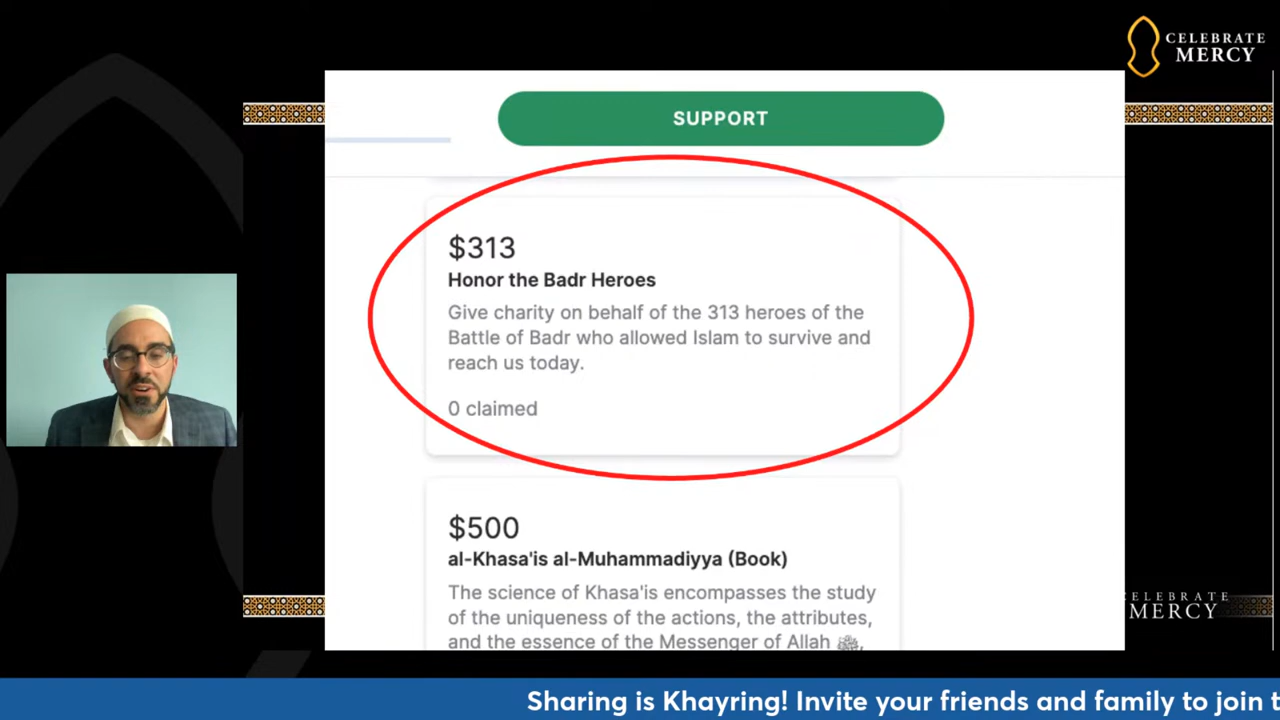 CELEBRATE
MERCY
SUPPORT
$313
Honor the Badr Heroes
Give charity on behalf of the 313 heroes of the
Battle of Badr who allowed Islam to survive and
reach us today.
0 claimed
$500
al-Khasa'is al-Muhammadiyya (Book)
The science of Khasa'is encompasses the study
of the uniqueness of the actions, the attributes,
and the essence of the Messenger of Allah ﷺ,
CELEBRATE
MERCY
Sharing is Khayring! Invite your friends and family to join t